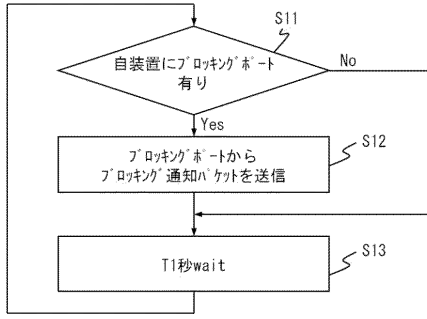 S11
自装置にﾌﾞﾛｯｷﾝｸﾞﾎﾟｰﾄ
有り
No
Yes
S12
ﾌﾞﾛｯｷﾝｸﾞﾎﾟｰﾄから
ﾌﾞﾛｯｷﾝｸﾞ通知ﾊﾟｹｯﾄを送信
S13
T1秒wait